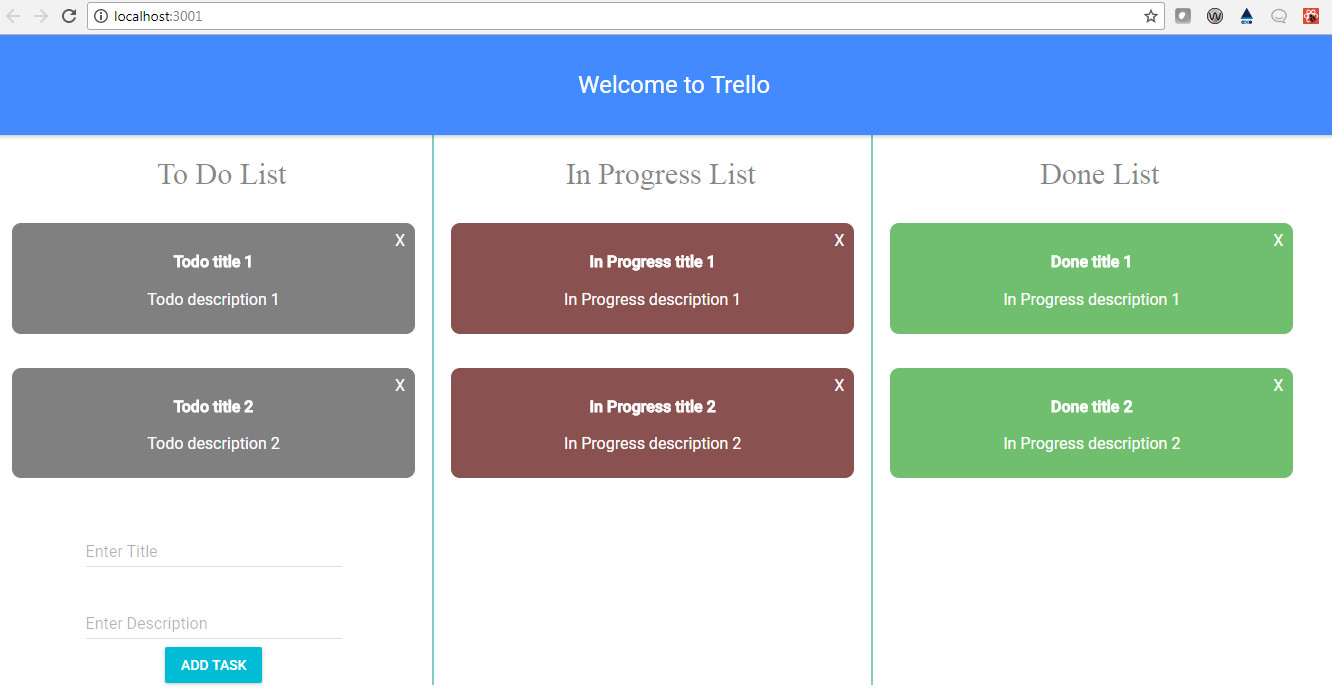 localhost:3001
Welcome to Trello
To Do List
X
Todo title 1
Todo description 1
X
Todo title 2
Todo description 2
Enter Title
Enter Description
ADD TASK
In Progress List
X
In Progress title 1
In Progress description 1
X
In Progress title 2
In Progress description 2
Done List
X
Done title 1
In Progress description 1
X
Done title 2
In Progress description 2